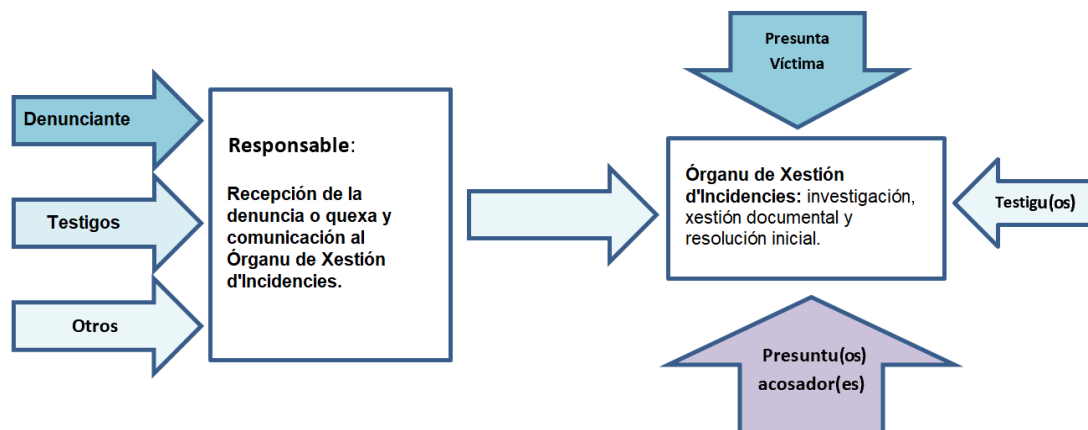 Denunciante
Testigos
Otros
Responsable:
Recepción de la
denuncia o quexa y
comunicación al
Órganu de Xestión
d'Incidencies.
Presunta
Víctima
Órganu de Xestión
d'Incidencies: investigación,
xestión documental y
resolución inicial.
Testigu(os)
Presuntu(os)
acosador(es)